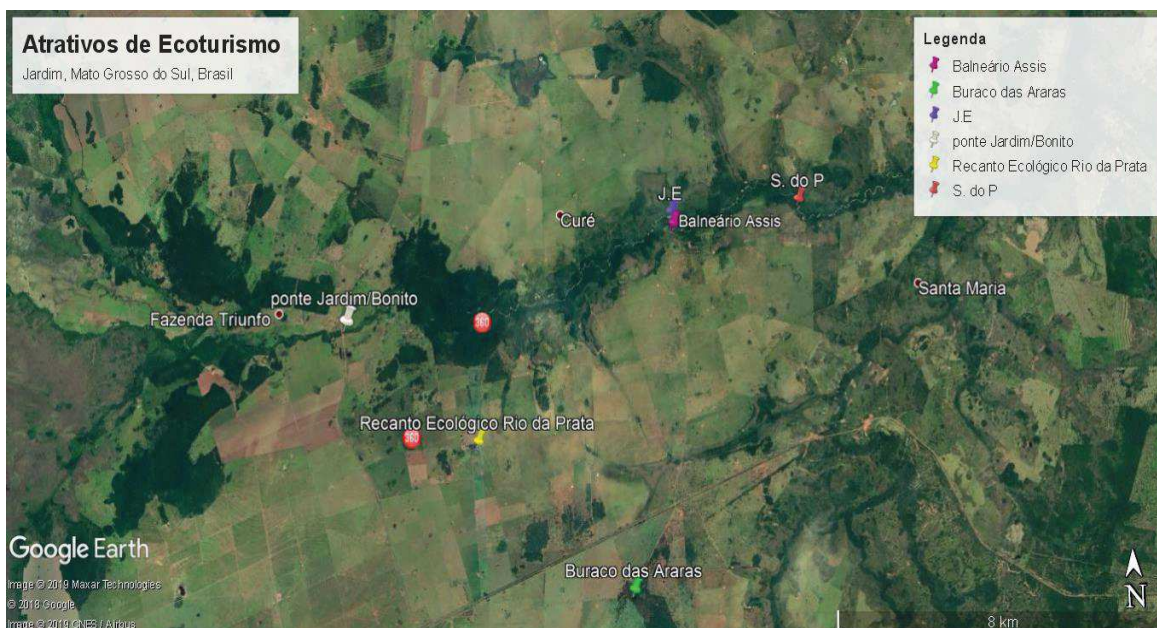 Atrativos de Ecoturismo
Jardim, Mato Grosso do Sul, Brasil
Legenda
Balneário Assis
Buraco das Araras
J.E
ponte Jardim/Bonito
Recanto Ecológico Rio da Prata
S. do P
S. do P
J.E
Curé
Balneário Assis
Santa Maria
ponte Jardim/Bonito
Fazenda Triunfo
360
Recanto Ecológico Rio da Prata
360
Buraco das Araras
Google Earth
Image © 2019 Maxar Technologies
© 2018 Google
Image © 2019 CNES / Airbus
N
8 km